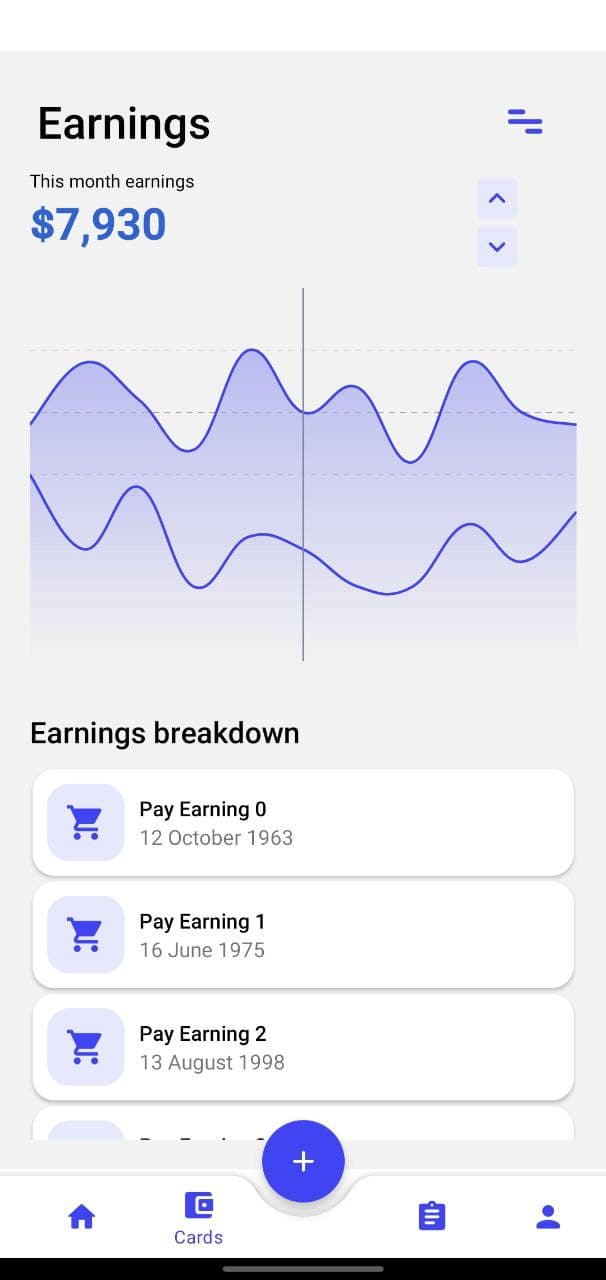 Earnings
This month earnings
$7,930
Earnings breakdown
Pay Earning 0
12 October 1963
Pay Earning 1
16 June 1975
Pay Earning 2
13 August 1998
Cards